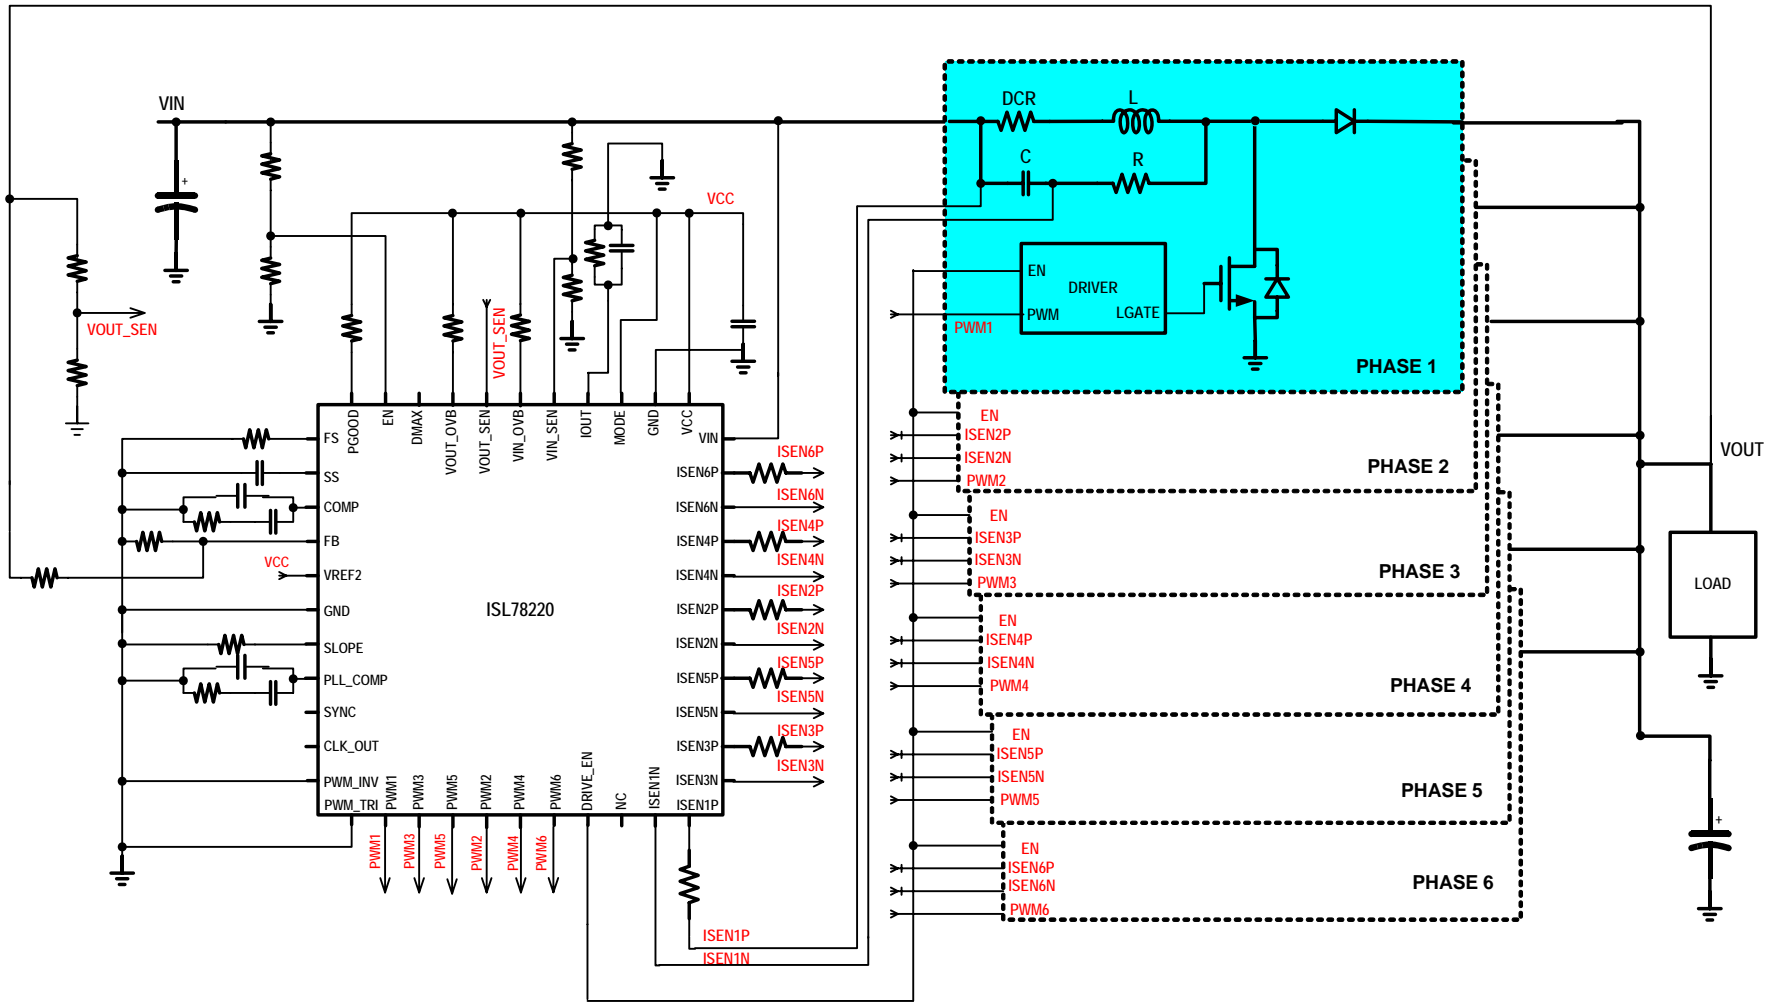 VIN
DCR
L
C
R
VCC
EN
DRIVER
PWM
LGATE
PWM1
PHASE 1
VOUT_SEN
VOUT_SEN
PGOOD
EN
DMAX
VOUT_OVB
VOUT_SEN
VIN_OVB
VIN_SEN
IOUT
MODE
GND
VCC
FS
SS
COMP
FB
VCC
VREF2
GND
SLOPE
PLL_COMP
SYNC
CLK_OUT
PWM_INV
PWM_TRI
ISL78220
VIN
ISEN6P
ISEN6N
ISEN4P
ISEN4N
ISEN2P
ISEN2N
ISEN5P
ISEN5N
ISEN3P
ISEN3N
ISEN1P
ISEN6P
ISEN6N
ISEN4P
ISEN4N
ISEN2P
ISEN2N
ISEN5P
ISEN5N
ISEN3P
ISEN3N
PWM1
PWM3
PWM5
PWM2
PWM4
PWM6
DRIVE_EN
NC
ISEN1N
PWM1
PWM3
PWM5
PWM2
PWM4
PWM6
ISEN1P
ISEN1N
EN
ISEN2P
ISEN2N
PWM2
PHASE 2
EN
ISEN3P
ISEN3N
PWM3
PHASE 3
EN
ISEN4P
ISEN4N
PWM4
PHASE 4
EN
ISEN5P
ISEN5N
PWM5
PHASE 5
EN
ISEN6P
ISEN6N
PWM6
PHASE 6
VOUT
LOAD
+
+